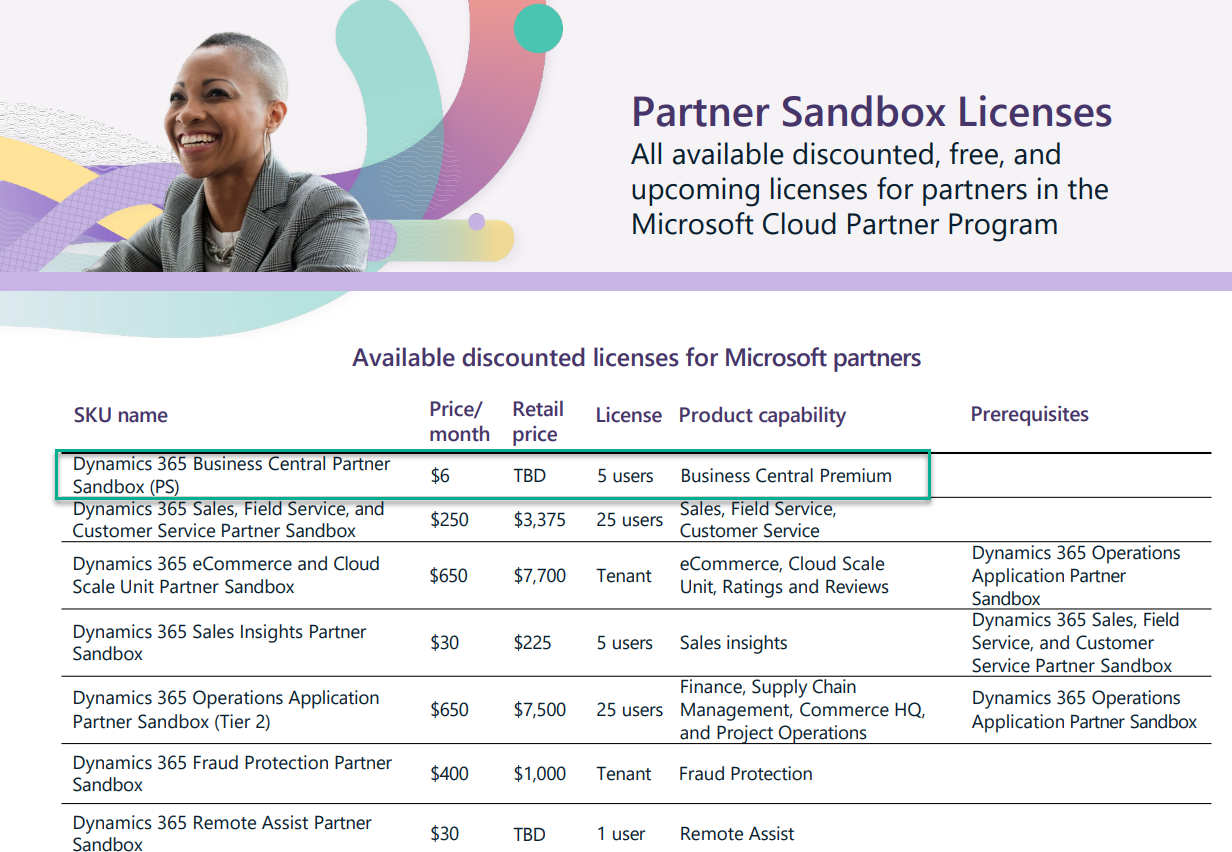 Partner Sandbox Licenses
All available discounted, free, and
upcoming licenses for partners in the
Microsoft Cloud Partner Program
Available discounted licenses for Microsoft partners
SKU name
Price/
month
Retail
price
License
Product capability
Prerequisites
Dynamics 365 Business Central Partner
Sandbox (PS)
$6
TBD
5 users
Business Central Premium
Dynamics 365 Sales, Field Service, and
Customer Service Partner Sandbox
$250
$3,375
25 users
Sales, Field Service,
Customer Service
Dynamics 365 eCommerce and Cloud
Scale Unit Partner Sandbox
$650
$7,700
Tenant
eCommerce, Cloud Scale
Unit, Ratings and Reviews
Dynamics 365 Operations
Application Partner
Sandbox
Dynamics 365 Sales Insights Partner
Sandbox
$30
$225
5 users
Sales insights
Dynamics 365 Sales, Field
Service, and Customer
Service Partner Sandbox
Dynamics 365 Operations Application
Partner Sandbox (Tier 2)
$650
$7,500
25 users
Finance, Supply Chain
Management, Commerce HQ,
and Project Operations
Dynamics 365 Operations
Application Partner Sandbox
Dynamics 365 Fraud Protection Partner
Sandbox
$400
$1,000
Tenant
Fraud Protection
Dynamics 365 Remote Assist Partner
Sandbox
$30
TBD
1 user
Remote Assist